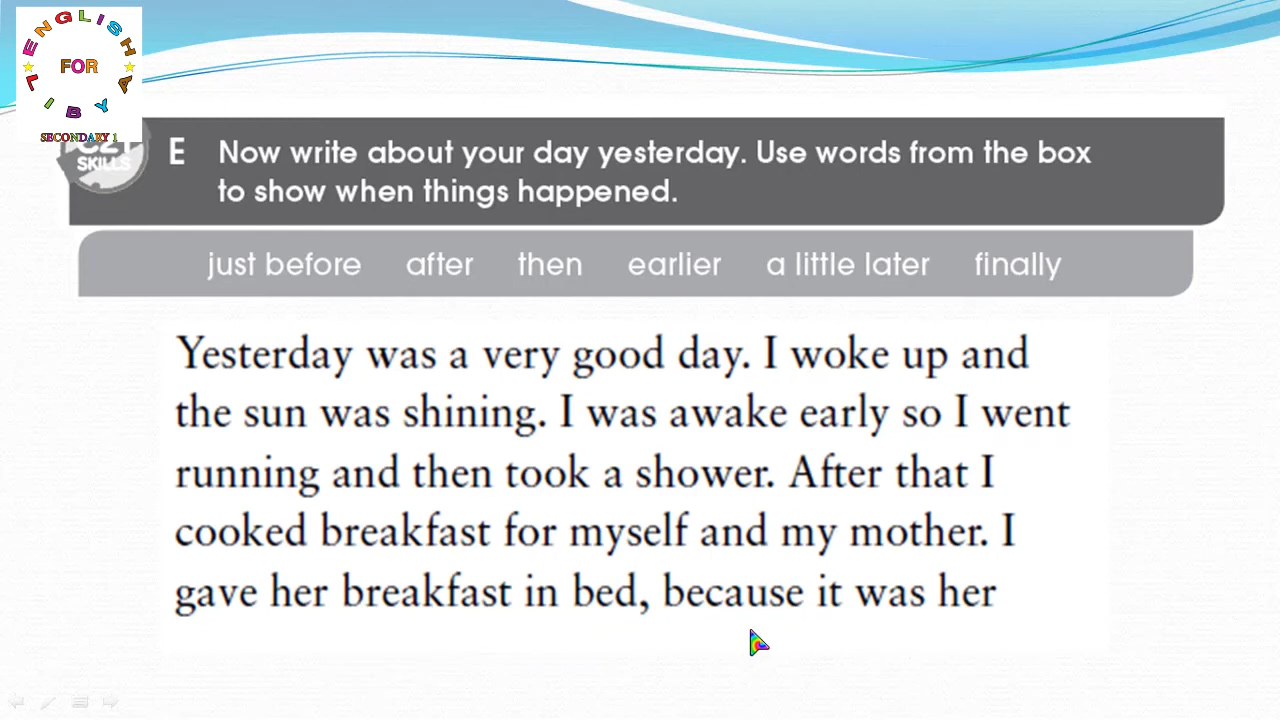 ENGLISH
FOR
LIBYA
SECONDARY 1
SKILLS
E Now write about your day yesterday. Use words from the box
to show when things happened.
just before after then earlier a little later finally
Yesterday was a very good day. I woke up and
the sun was shining. I was awake early so I went
running and then took a shower. After that I
cooked breakfast for myself and my mother. I
gave her breakfast in bed, because it was her